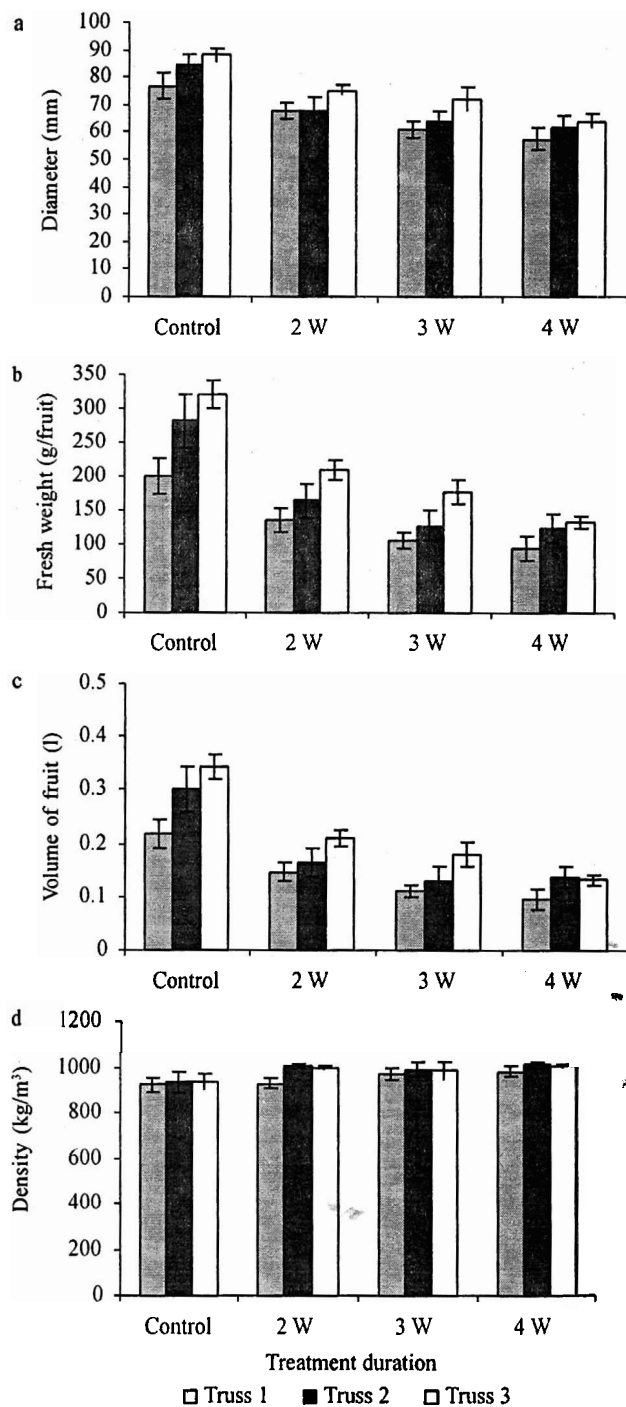 a
100
90
80
70
60
50
40
30
20
10
0
Diameter (mm)
Control 2 W 3 W 4 W
b
350
300
250
200
150
100
50
0
Fresh weight (g/fruit)
Control 2 W 3 W 4 W
c
0.5
0.4
0.3
0.2
0.1
0
Volume of fruit (l)
Control 2 W 3 W 4 W
d
1200
1000
800
600
400
200
0
Density (kg/m³)
Control 2 W 3 W 4 W
Treatment duration
Truss 1 Truss 2 Truss 3